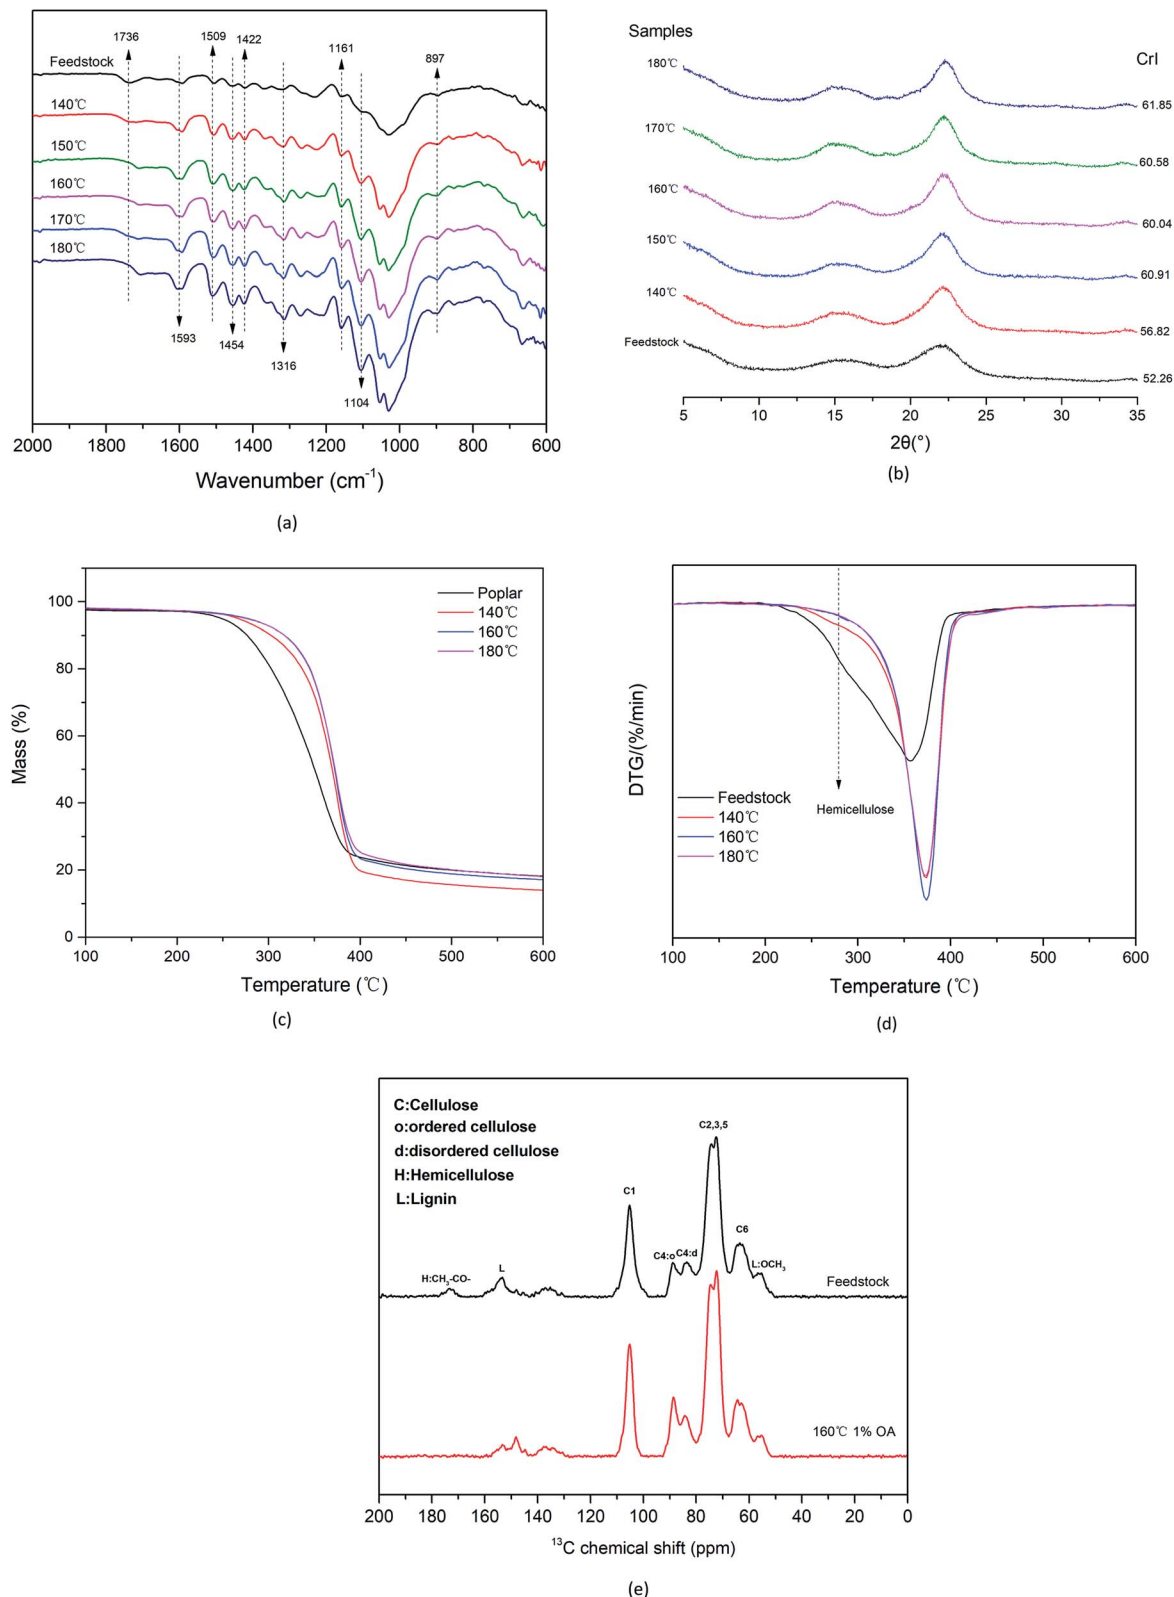 1736 1509 1422 1161 897
Feedstock
140℃
150℃
160℃
170℃
180℃
1593 1454 1316 1104
2000 1800 1600 1400 1200 1000 800 600
Wavenumber (cm⁻¹)
(a)
Samples
CrI
180℃ 61.85
170℃ 60.58
160℃ 60.04
150℃ 60.91
140℃ 56.82
Feedstock 52.26
5 10 15 20 25 30 35
2θ(°)
(b)
Mass (%)
100
80
60
40
20
0
Poplar
140℃
160℃
180℃
100 200 300 400 500 600
Temperature (℃)
(c)
DTG/(%/min)
Hemicellulose
Feedstock
140℃
160℃
180℃
100 200 300 400 500 600
Temperature (℃)
(d)
C:Cellulose
o:ordered cellulose
d:disordered cellulose
H:Hemicellulose
L:Lignin
C2,3,5
C1
C6
C4:o C4:d
L:OCH₃
L
H:CH₃-CO-
Feedstock
160℃ 1% OA
200 180 160 140 120 100 80 60 40 20 0
¹³C chemical shift (ppm)
(e)